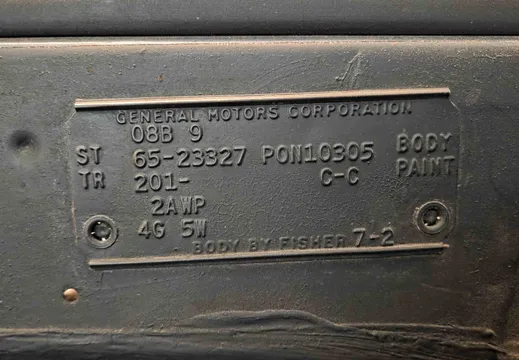 GENERAL MOTORS CORPORATION
08B 9
ST 65-23327 PON10305 BODY
TR 201- C-C PAINT
2AWP
4G 5W
BODY BY FISHER 7-2